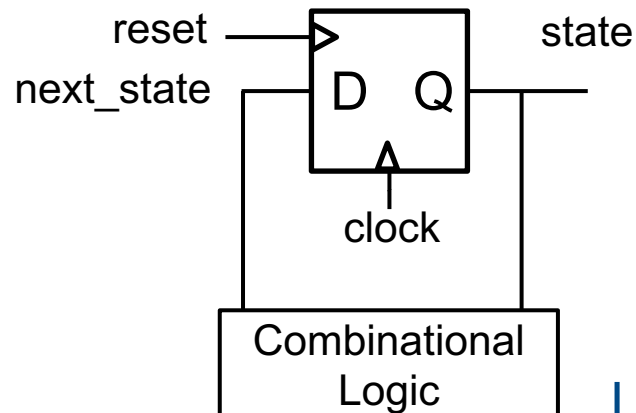 reset
state
next_state
D Q
clock
Combinational
Logic